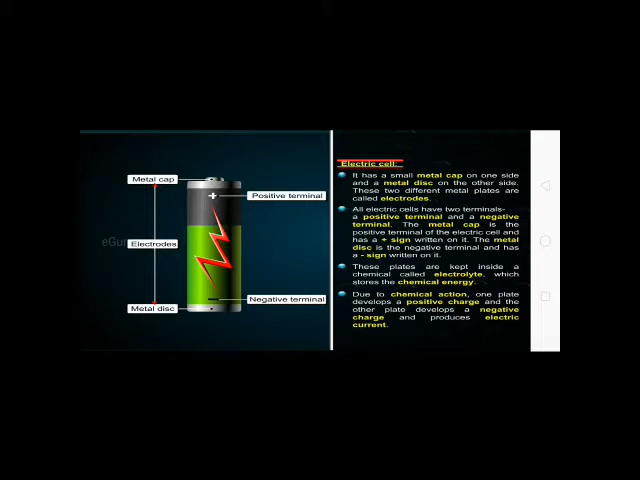 Electric cell:
It has a small metal cap on one side
and a metal disc on the other side.
These two different metal plates are
called electrodes.
All electric cells have two terminals-
a positive terminal and a negative
terminal. The metal cap is the
positive terminal of the electric cell and
has a + sign written on it. The metal
disc is the negative terminal and has
a - sign written on it.
These plates are kept inside a
chemical called electrolyte, which
stores the chemical energy.
Due to chemical action, one plate
develops a positive charge and the
other plate develops a negative
charge and produces electric
current.
Metal cap
+
Positive terminal
eGur
Electrodes
-
Negative terminal
Metal disc